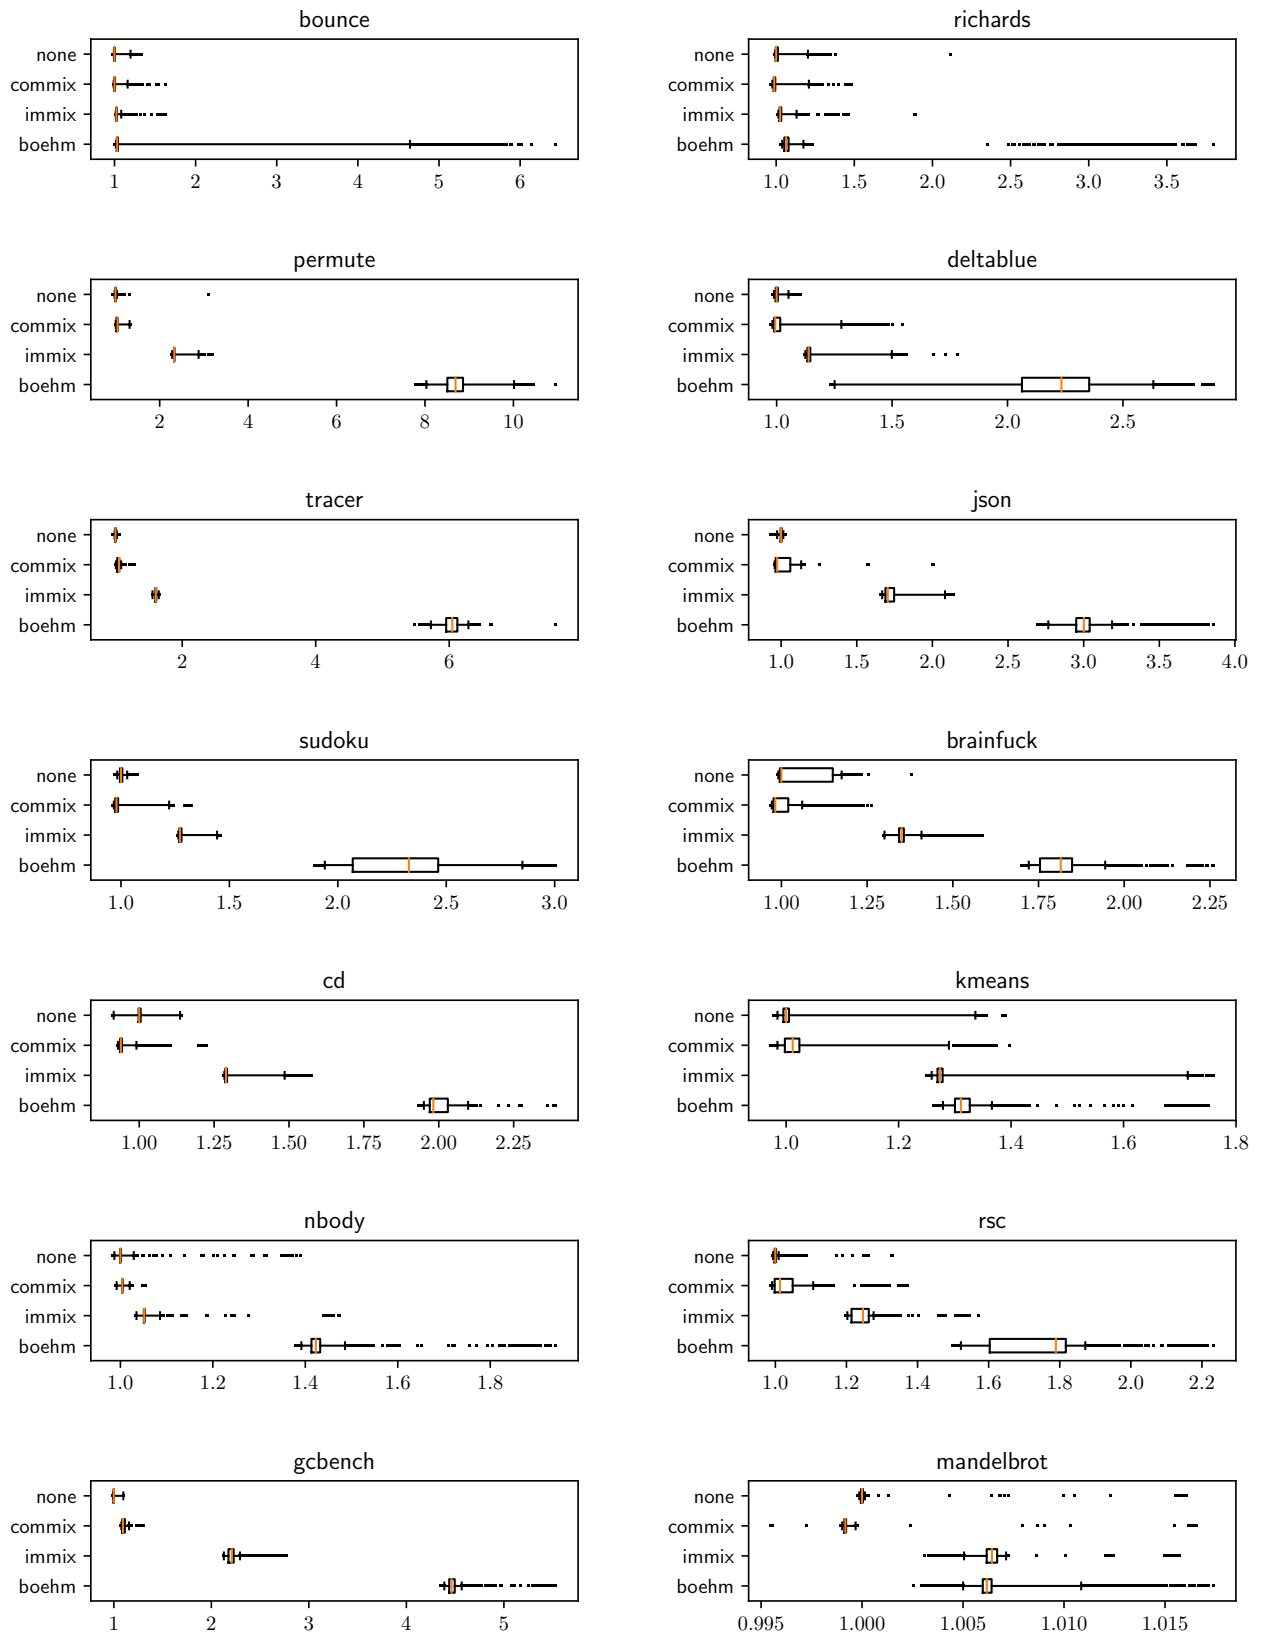 bounce
none
commix
immix
boehm
1 2 3 4 5 6
richards
none
commix
immix
boehm
1.0 1.5 2.0 2.5 3.0 3.5
permute
none
commix
immix
boehm
2 4 6 8 10
deltablue
none
commix
immix
boehm
1.0 1.5 2.0 2.5
tracer
none
commix
immix
boehm
2 4 6
json
none
commix
immix
boehm
1.0 1.5 2.0 2.5 3.0 3.5 4.0
sudoku
none
commix
immix
boehm
1.0 1.5 2.0 2.5 3.0
brainfuck
none
commix
immix
boehm
1.00 1.25 1.50 1.75 2.00 2.25
cd
none
commix
immix
boehm
1.00 1.25 1.50 1.75 2.00 2.25
kmeans
none
commix
immix
boehm
1.0 1.2 1.4 1.6 1.8
nbody
none
commix
immix
boehm
1.0 1.2 1.4 1.6 1.8
rsc
none
commix
immix
boehm
1.0 1.2 1.4 1.6 1.8 2.0 2.2
gcbench
none
commix
immix
boehm
1 2 3 4 5
mandelbrot
none
commix
immix
boehm
0.995 1.000 1.005 1.010 1.015